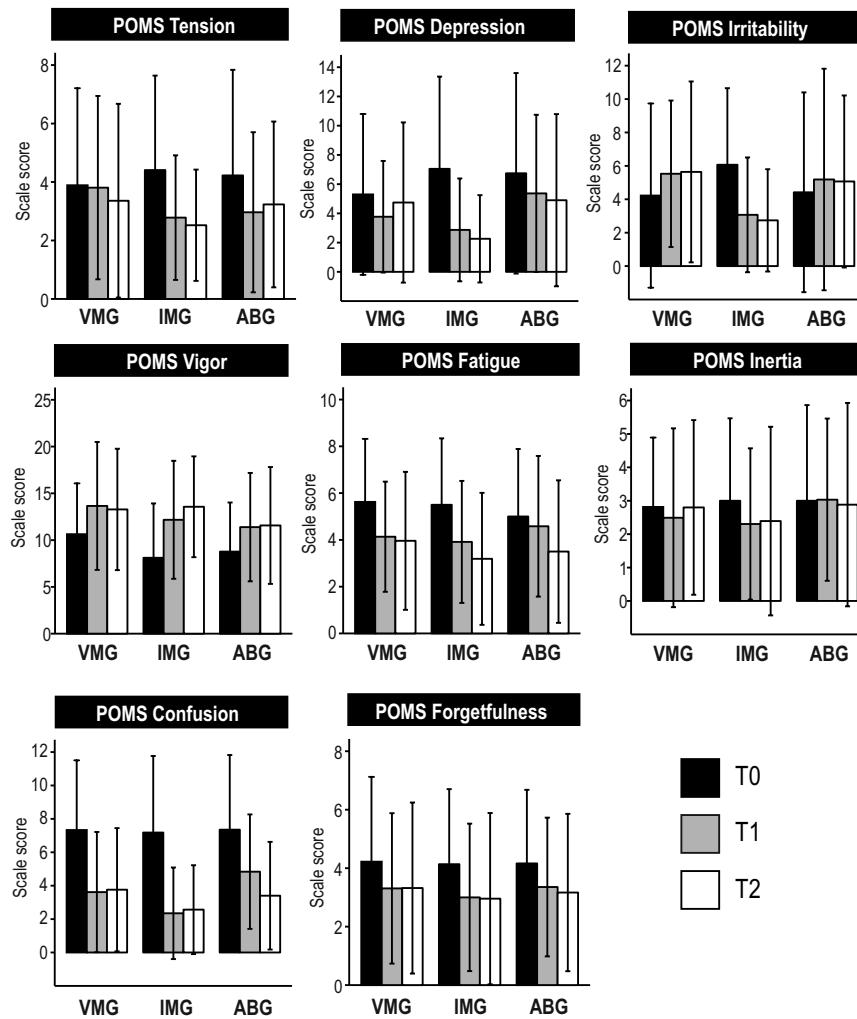 POMS Tension
8
6
4
2
0
Scale score
VMG IMG ABG
POMS Depression
14
12
10
8
6
4
2
0
Scale score
VMG IMG ABG
POMS Irritability
12
10
8
6
4
2
0
Scale score
VMG IMG ABG
POMS Vigor
25
20
15
10
5
0
Scale score
VMG IMG ABG
POMS Fatigue
10
8
6
4
2
0
Scale score
VMG IMG ABG
POMS Inertia
6
5
4
3
2
1
0
Scale score
VMG IMG ABG
POMS Confusion
12
10
8
6
4
2
0
Scale score
VMG IMG ABG
POMS Forgetfulness
8
6
4
2
0
Scale score
VMG IMG ABG
T0
T1
T2